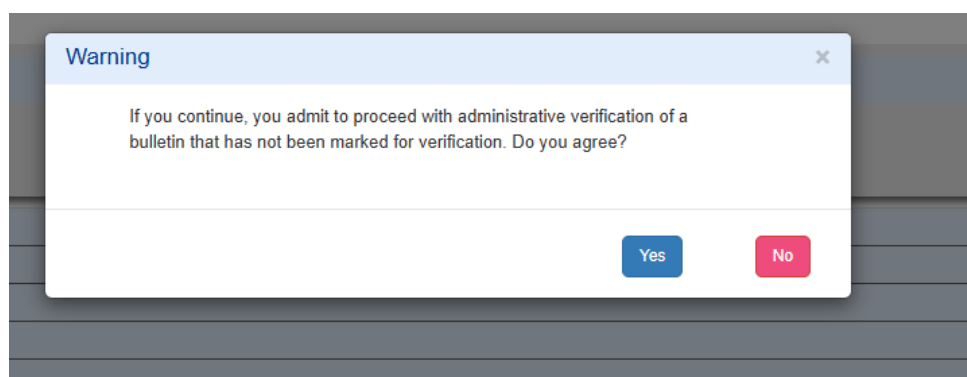 Warning
×
If you continue, you admit to proceed with administrative verification of a
bulletin that has not been marked for verification. Do you agree?
Yes
No